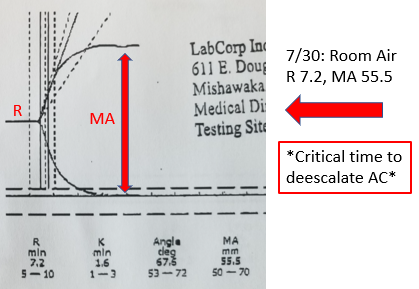 LabCorp Inc
611 E. Doug
Mishawaka
Medical Di
Testing Site
R
MA
7/30: Room Air
R 7.2, MA 55.5
*Critical time to
deescalate AC*
R K Angle MA
min min deg mm
7.2 1.6 67.6 55.5
5—10 1—3 53—72 50—70